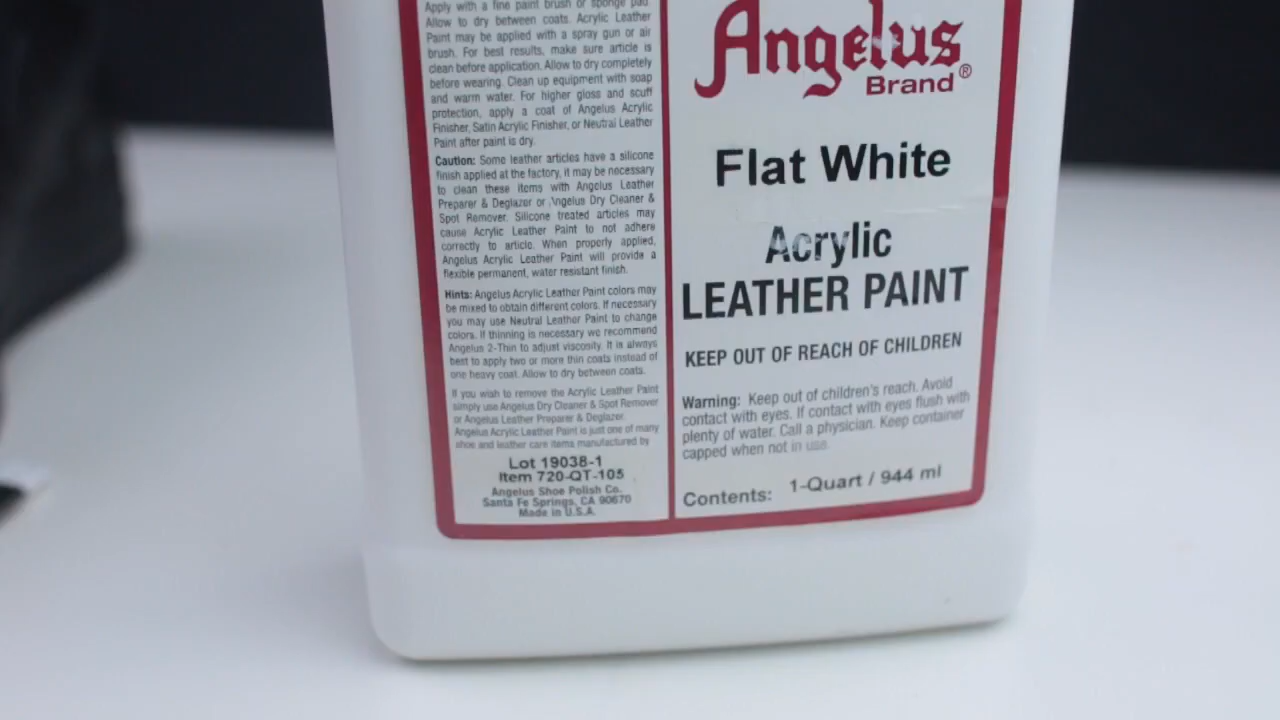 Apply with a fine paint brush or sponge pad.
Allow to dry between coats. Acrylic Leather
Paint may be applied with a spray gun or air
brush. For best results, make sure article is
clean before application. Allow to dry completely
before wearing. Clean up equipment with soap
and warm water. For higher gloss and scuff
protection, apply a coat of Angelus Acrylic
Finisher, Satin Acrylic Finisher, or Neutral Leather
Paint after paint is dry.
Caution: Some leather articles have a silicone
finish applied at the factory, it may be necessary
to clean these items with Angelus Leather
Preparer & Deglazer or Angelus Dry Cleaner &
Spot Remover. Silicone treated articles may
cause Acrylic Leather Paint to not adhere
correctly to article. When properly applied,
Angelus Acrylic Leather Paint will provide a
flexible permanent, water resistant finish.
Hints: Angelus Acrylic Leather Paint colors may
be mixed to obtain different colors. If necessary
you may use Neutral Leather Paint to change
colors. If thinning is necessary we recommend
Angelus 2-Thin to adjust viscosity. It is always
best to apply two or more thin coats instead of
one heavy coat. Allow to dry between coats.
If you wish to remove the Acrylic Leather Paint
simply use Angelus Dry Cleaner & Spot Remover
or Angelus Leather Preparer & Deglazer.
Angelus Acrylic Leather Paint is just one of many
shoe and leather care items manufactured by
Lot 19038-1
Item 720-QT-105
Angelus Shoe Polish Co.
Santa Fe Springs, CA 90670
Made in U.S.A.
Angelus
Brand®
Flat White
Acrylic
LEATHER PAINT
KEEP OUT OF REACH OF CHILDREN
Warning: Keep out of children's reach. Avoid
contact with eyes. If contact with eyes flush with
plenty of water. Call a physician. Keep container
capped when not in use.
Contents: 1-Quart / 944 ml